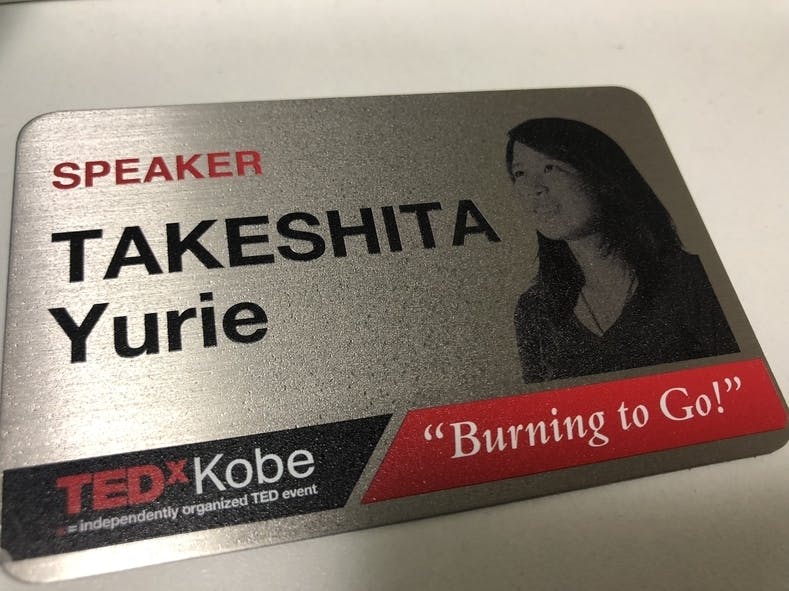 SPEAKER
TAKESHITA
Yurie
“Burning to Go!”
TEDxKobe
x = independently organized TED event